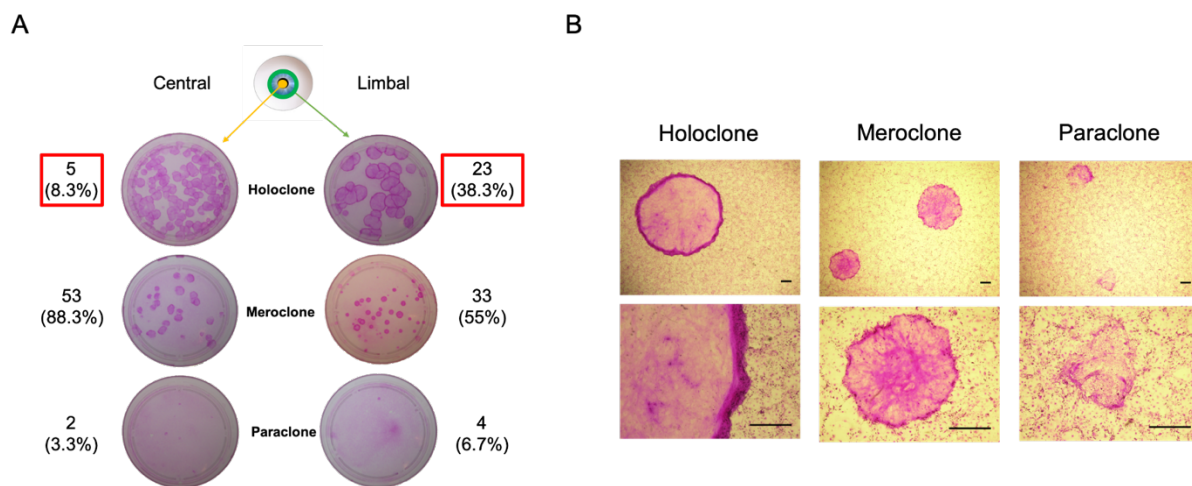 A
Central
Limbal
5
(8.3%)
Holoclone
23
(38.3%)
53
(88.3%)
Meroclone
33
(55%)
2
(3.3%)
Paraclone
4
(6.7%)
B
Holoclone
Meroclone
Paraclone